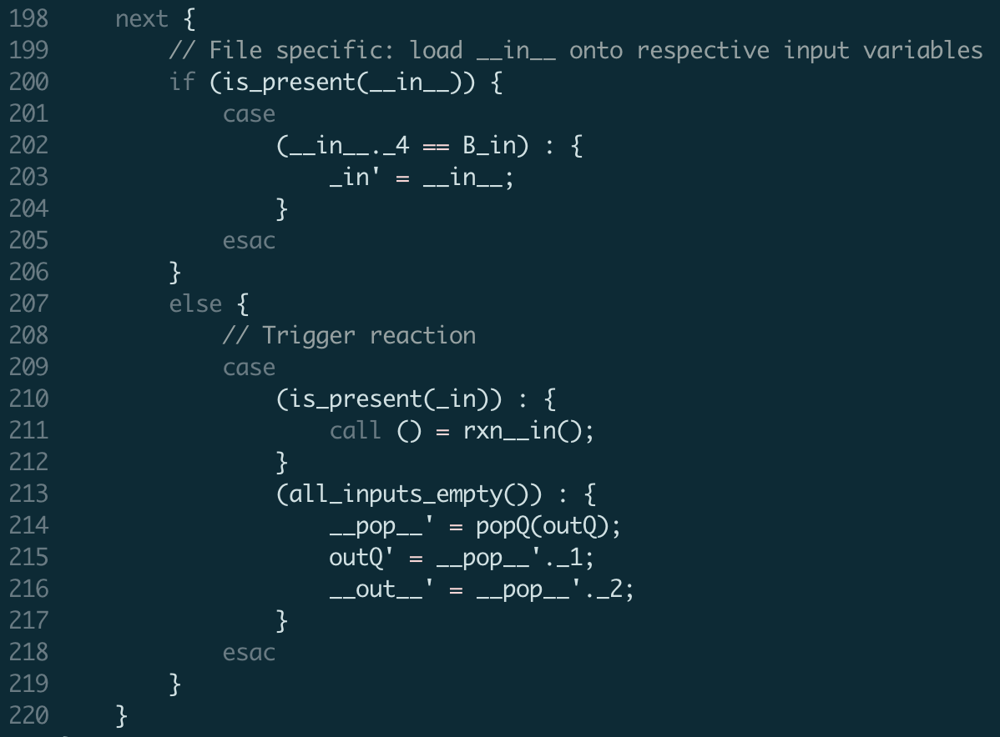 198     next {
199         // File specific: load __in__ onto respective input variables
200         if (is_present(__in__)) {
201             case
202                 (__in__._4 == B_in) : {
203                     _in' = __in__;
204                 }
205             esac
206         }
207         else {
208             // Trigger reaction
209             case
210                 (is_present(_in)) : {
211                     call () = rxn__in();
212                 }
213                 (all_inputs_empty()) : {
214                     __pop__' = popQ(outQ);
215                     outQ' = __pop__'._1;
216                     __out__' = __pop__'._2;
217                 }
218             esac
219         }
220     }